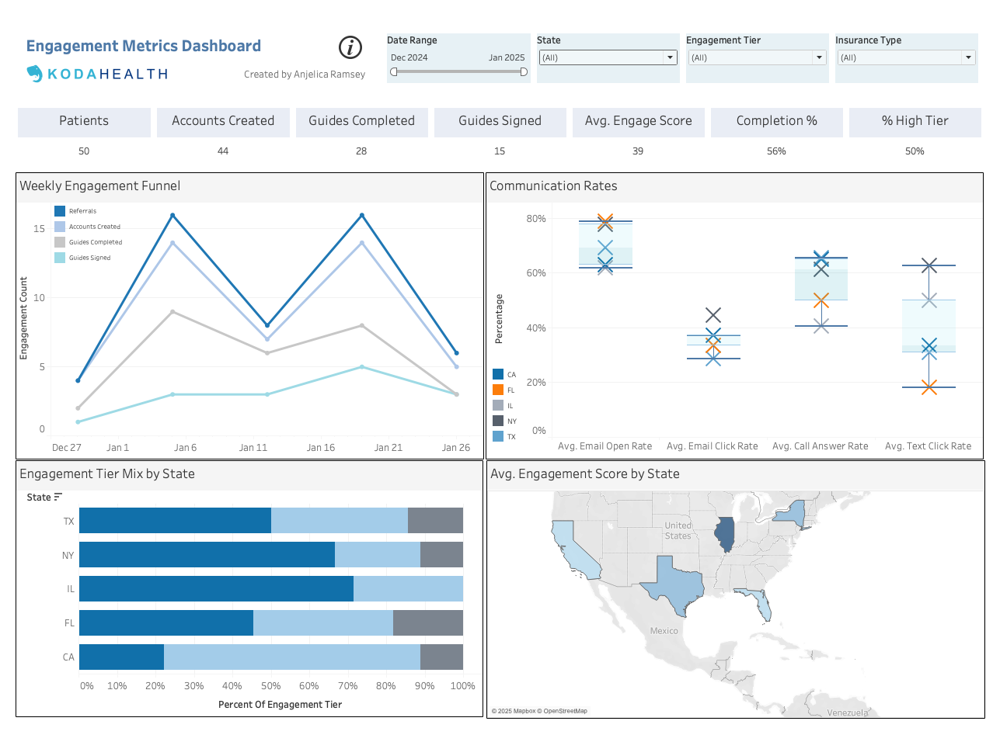 Engagement Metrics Dashboard
i
KODAHEALTH
Created by Anjelica Ramsey
Date Range
Dec 2024 Jan 2025
State
(All)
Engagement Tier
(All)
Insurance Type
(All)
Patients
50
Accounts Created
44
Guides Completed
28
Guides Signed
15
Avg. Engage Score
39
Completion %
56%
% High Tier
50%
Weekly Engagement Funnel
Referrals
Accounts Created
Guides Completed
Guides Signed
Engagement Count
15
10
5
0
Dec 27 Jan 1 Jan 6 Jan 11 Jan 16 Jan 21 Jan 26
Communication Rates
Percentage
80%
60%
40%
20%
0%
CA
FL
IL
NY
TX
Avg. Email Open Rate Avg. Email Click Rate Avg. Call Answer Rate Avg. Text Click Rate
Engagement Tier Mix by State
State
TX
NY
IL
FL
CA
0% 10% 20% 30% 40% 50% 60% 70% 80% 90% 100%
Percent Of Engagement Tier
Avg. Engagement Score by State
United
States
Mexico
Venezuela
© 2025 Mapbox © OpenStreetMap